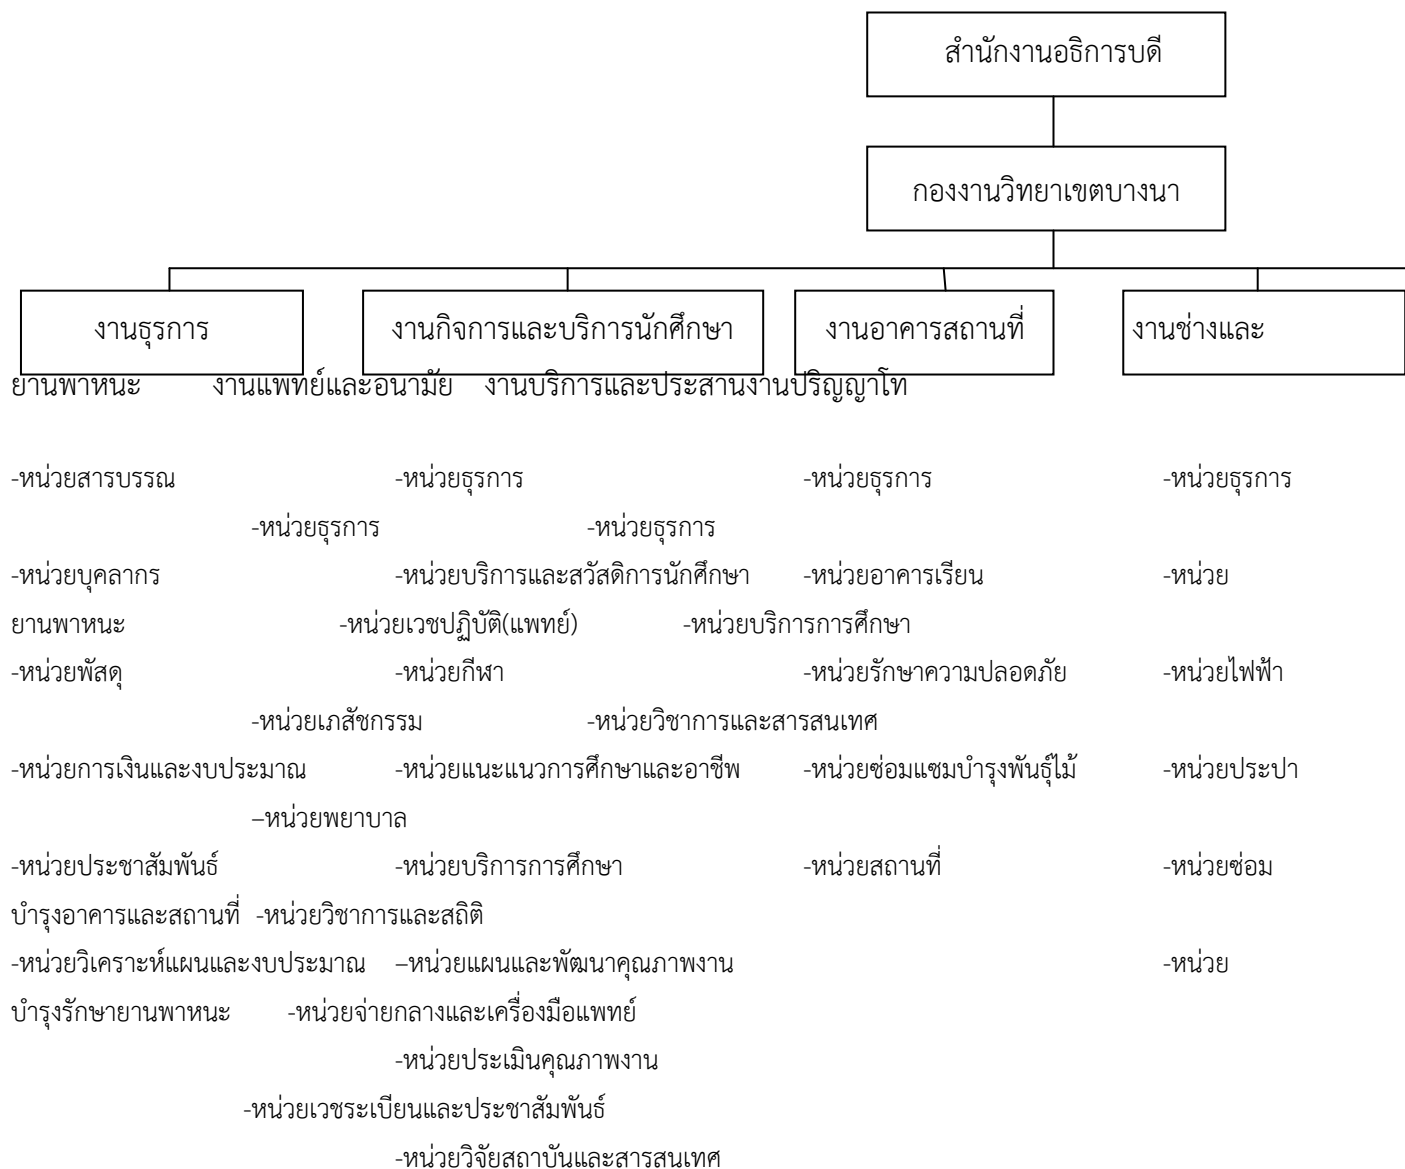 สำนักงานอธิการบดี
กองงานวิทยาเขตบางนา
งานธุรการ งานกิจการและบริการนักศึกษา งานอาคารสถานที่ งานช่างและ
ยานพาหนะ งานแพทย์และอนามัย งานบริการและประสานงานปริญญาโท
-หน่วยสารบรรณ -หน่วยธุรการ -หน่วยธุรการ -หน่วยธุรการ
-หน่วยธุรการ -หน่วยธุรการ
-หน่วยบุคลากร -หน่วยบริการและสวัสดิการนักศึกษา -หน่วยอาคารเรียน -หน่วย
ยานพาหนะ -หน่วยเวชปฏิบัติ(แพทย์) -หน่วยบริการการศึกษา
-หน่วยพัสดุ -หน่วยกีฬา -หน่วยรักษาความปลอดภัย -หน่วยไฟฟ้า
-หน่วยเภสัชกรรม -หน่วยวิชาการและสารสนเทศ
-หน่วยการเงินและงบประมาณ -หน่วยแนะแนวการศึกษาและอาชีพ -หน่วยซ่อมแซมบำรุงพันธุ์ไม้ -หน่วยประปา
–หน่วยพยาบาล
-หน่วยประชาสัมพันธ์ -หน่วยบริการการศึกษา -หน่วยสถานที่ -หน่วยซ่อม
บำรุงอาคารและสถานที่ -หน่วยวิชาการและสถิติ
-หน่วยวิเคราะห์แผนและงบประมาณ –หน่วยแผนและพัฒนาคุณภาพงาน -หน่วย
บำรุงรักษายานพาหนะ -หน่วยจ่ายกลางและเครื่องมือแพทย์
-หน่วยประเมินคุณภาพงาน
-หน่วยเวชระเบียนและประชาสัมพันธ์
-หน่วยวิจัยสถาบันและสารสนเทศ